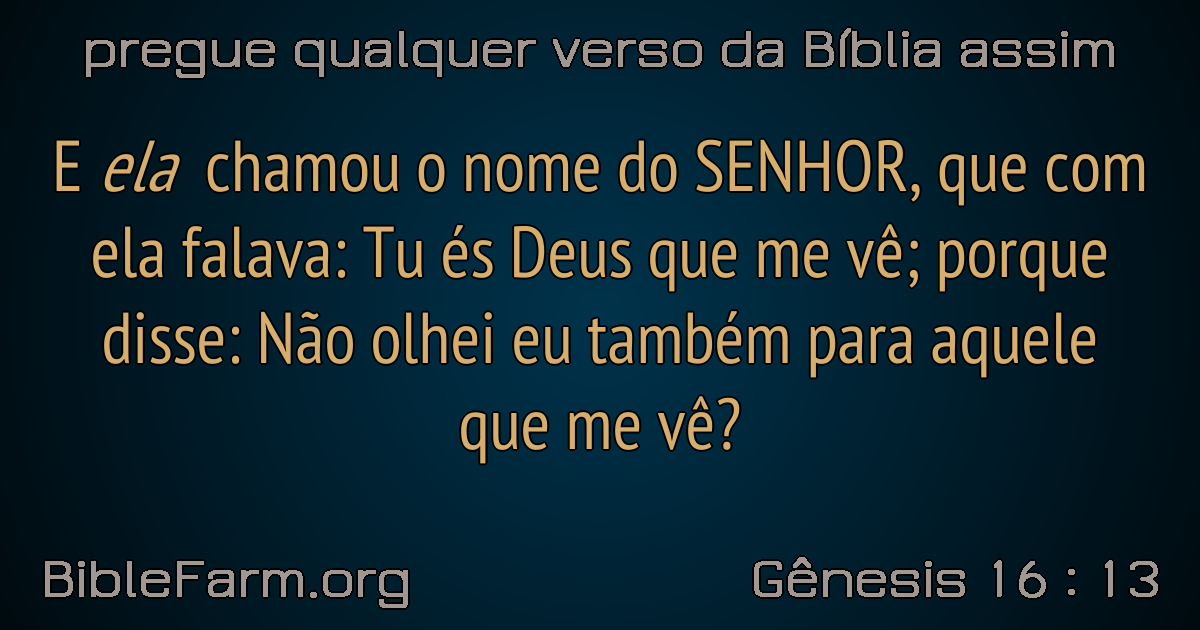 pregue qualquer verso da Bíblia assim
E ela chamou o nome do SENHOR, que com
ela falava: Tu és Deus que me vê; porque
disse: Não olhei eu também para aquele
que me vê?
BibleFarm.org
Gênesis 16 : 13